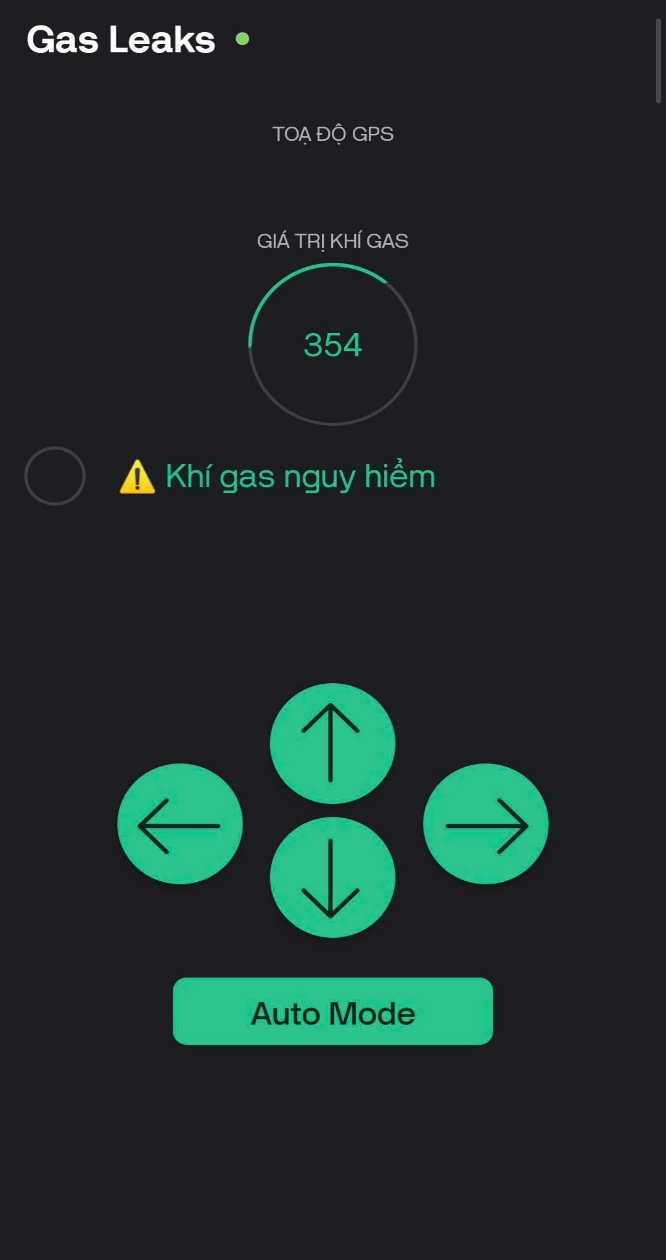 Gas Leaks
TOẠ ĐỘ GPS
GIÁ TRỊ KHÍ GAS
354
⚠️ Khí gas nguy hiểm
Auto Mode